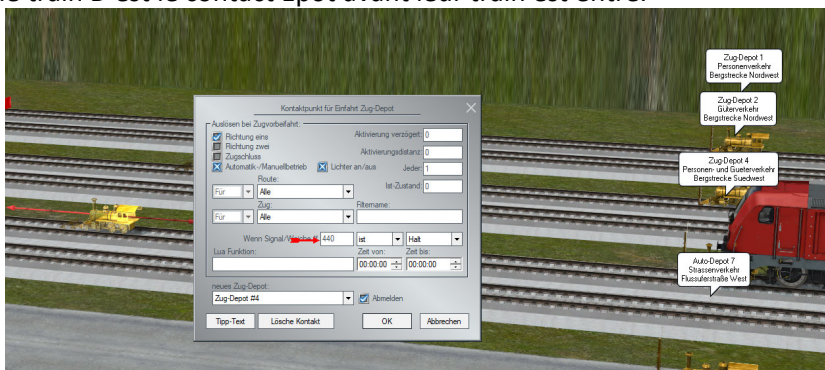 Kontaktpunkt für Einfahrt Zug-Depot
Auslösen bei Zugvorbeifahrt:
Richtung eins
Richtung zwei
Zugschluss
Automatik-/Manuellbetrieb
Lichter an/aus
Aktivierung verzögert: 0
Aktivierungsdistanz: 0
Jeder: 1
Ist-Zustand: 0
Route:
Für Alle
Zug:
Filtername:
Für Alle
Wenn Signal/Weiche # 440 ist Halt
Lua Funktion:
Zeit von: Zeit bis:
00:00:00 00:00:00
neues Zug-Depot:
Zug-Depot #4 Abmelden
Tipp-Text Lösche Kontakt OK Abbrechen
Zug-Depot 1
Personenverkehr
Bergstrecke Nordwest
Zug-Depot 2
Güterverkehr
Bergstrecke Nordwest
Zug-Depot 4
Personen- und Gueterverkehr
Bergstrecke Suedwest
Auto-Depot 7
Strassenverkehr
Flussuferstraße West